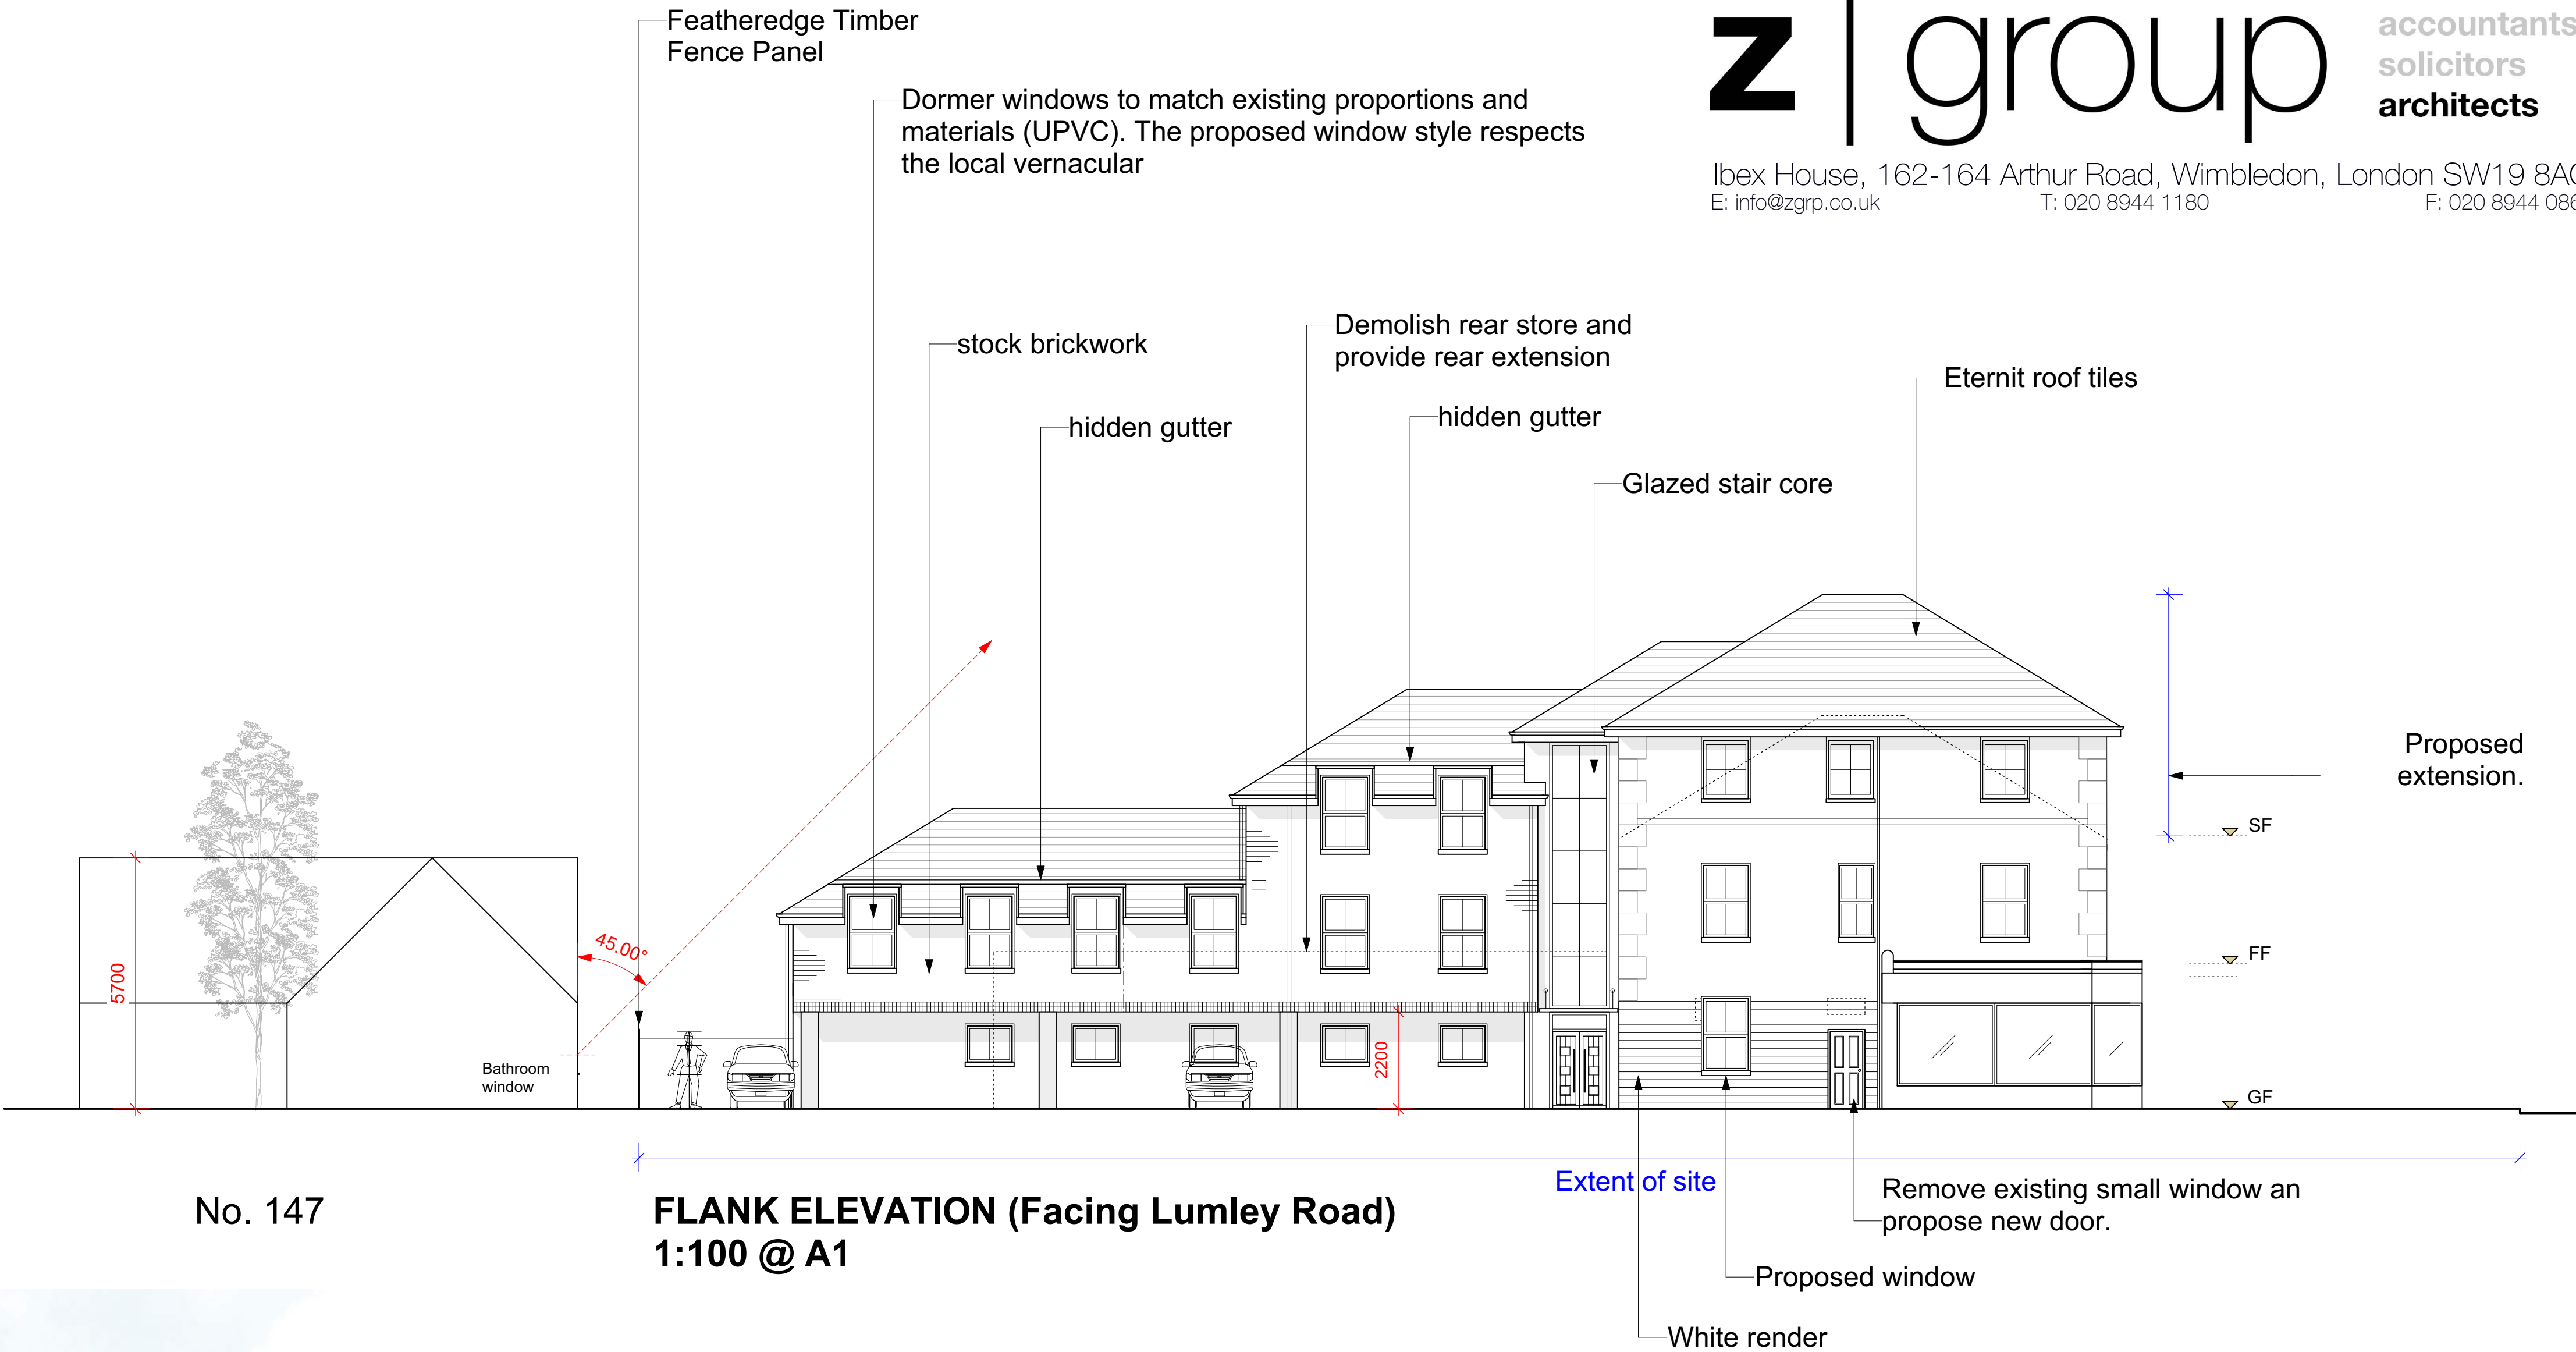 Featheredge Timber
Fence Panel
z | group
accountants
solicitors
architects
Dormer windows to match existing proportions and
materials (UPVC). The proposed window style respects
the local vernacular
Ibex House, 162-164 Arthur Road, Wimbledon, London SW19
E: info@zgrp.co.uk
T: 020 8944 1180
F: 020 8944 086
stock brickwork
Demolish rear store and
provide rear extension
Eternit roof tiles
hidden gutter
hidden gutter
Glazed stair core
Proposed
extension.
SF
45.00°
FF
5700
2200
Bathroom
window
GF
Extent of site
No. 147
FLANK ELEVATION (Facing Lumley Road)
1:100 @ A1
Remove existing small window an
propose new door.
Proposed window
White render